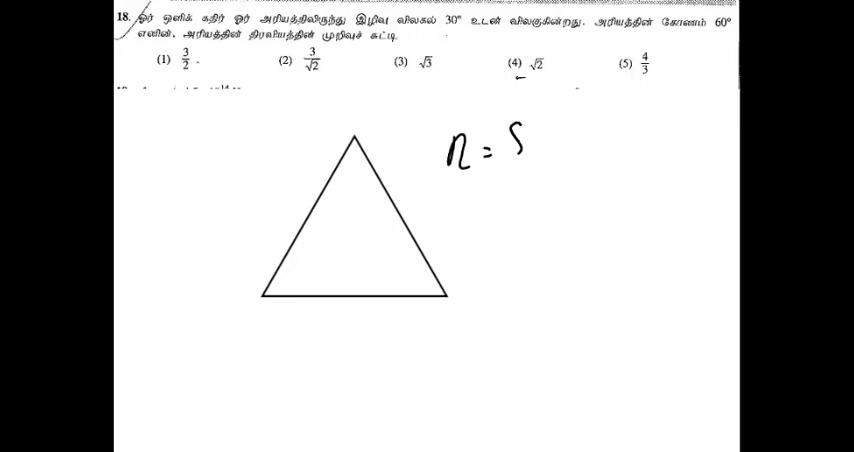 18. ஓர் ஒளிக் கதிர் ஓர் அரியத்திலிருந்து இழிவு விலகல் 30° உடன் விலகுகின்றது. அரியத்தின் கோணம் 60°
எனின், அரியத்தின் திரவியத்தின் முறிவுச் சுட்டி
(1) 3/2 . (2) 3/√2 (3) √3 (4) √2 (5) 4/3
n = S